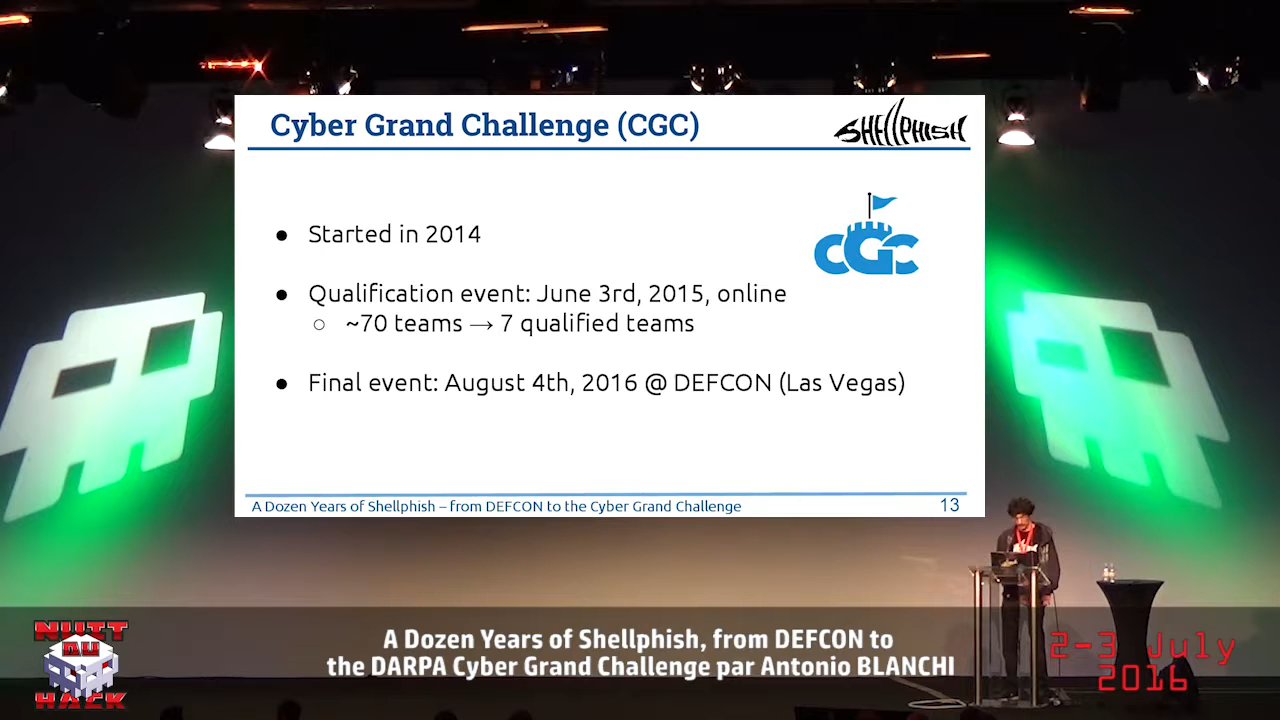 Cyber Grand Challenge (CGC)
SHELLPHISH
CGC
● Started in 2014
● Qualification event: June 3rd, 2015, online
○ ~70 teams → 7 qualified teams
● Final event: August 4th, 2016 @ DEFCON (Las Vegas)
A Dozen Years of Shellphish – from DEFCON to the Cyber Grand Challenge
13
NUIT
AU
HACK
A Dozen Years of Shellphish, from DEFCON to
the DARPA Cyber Grand Challenge par Antonio BLANCHI
2-3 July
2016